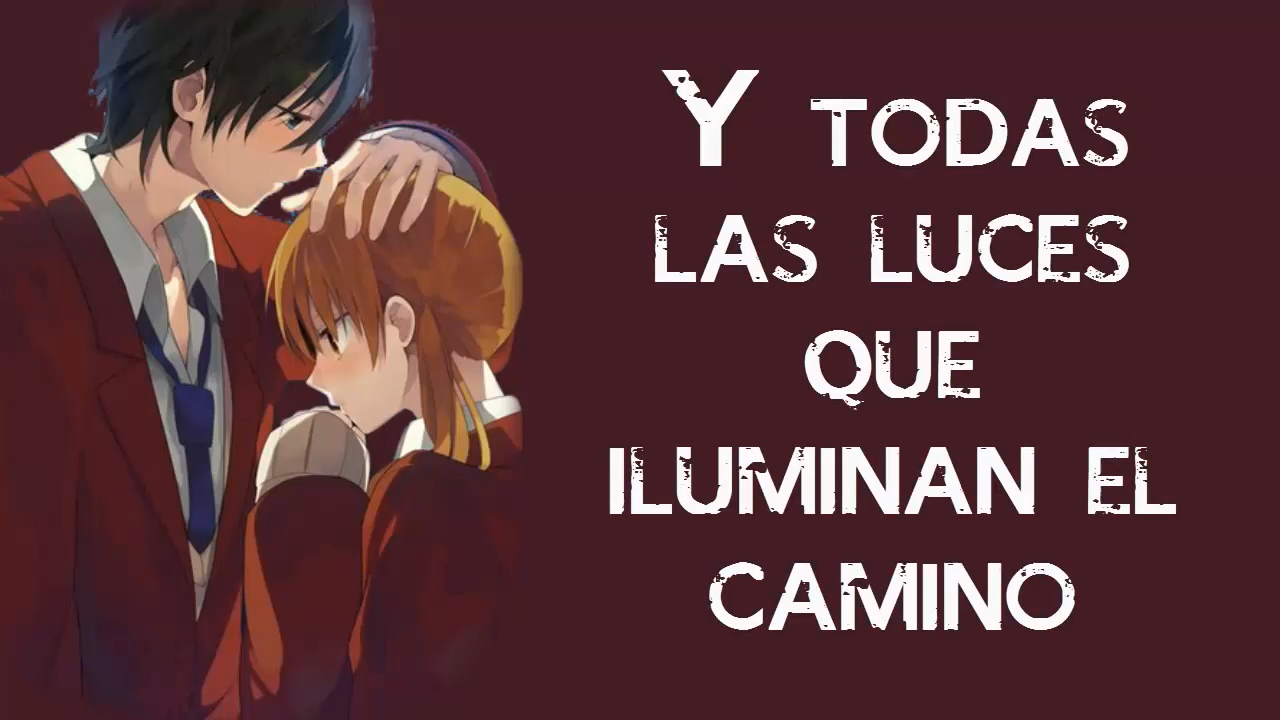 Y TODAS
LAS LUCES
QUE
ILUMINAN EL
CAMINO